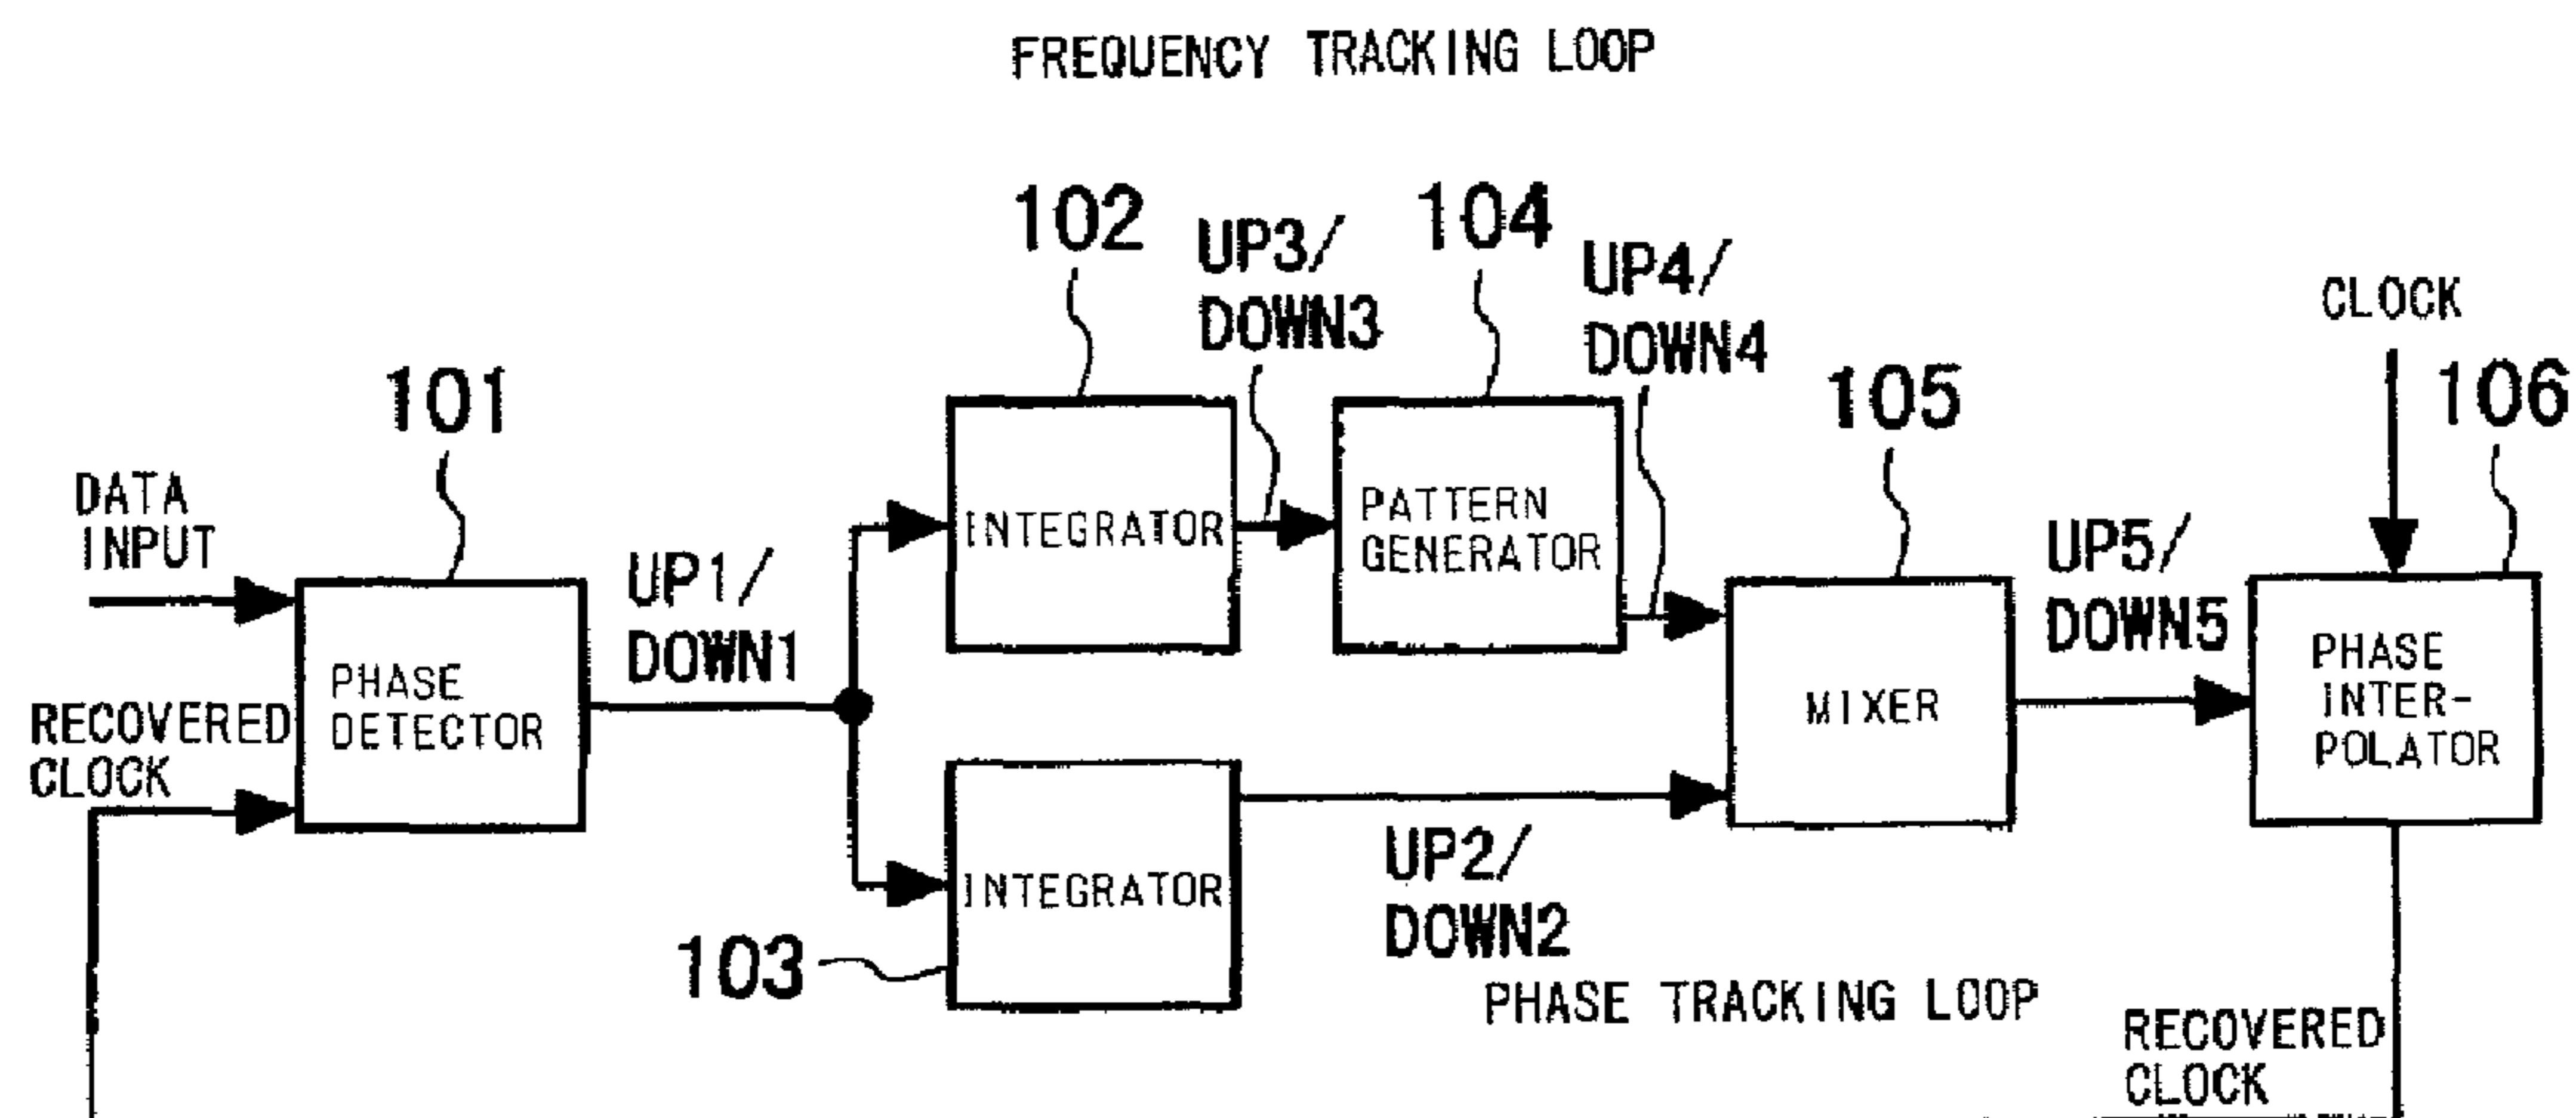 FREQUENCY TRACKING LOOP
102
UP3/
DOWN3
104
UP4/
DOWN4
CLOCK
101
105
106
DATA
INPUT
INTEGRATOR
PATTERN
GENERATOR
UP1/
DOWN1
UP5/
DOWN5
PHASE
DETECTOR
RECOVERED
CLOCK
MIXER
PHASE
INTER-
POLATOR
INTEGRATOR
103
UP2/
DOWN2
PHASE TRACKING LOOP
RECOVERED
CLOCK